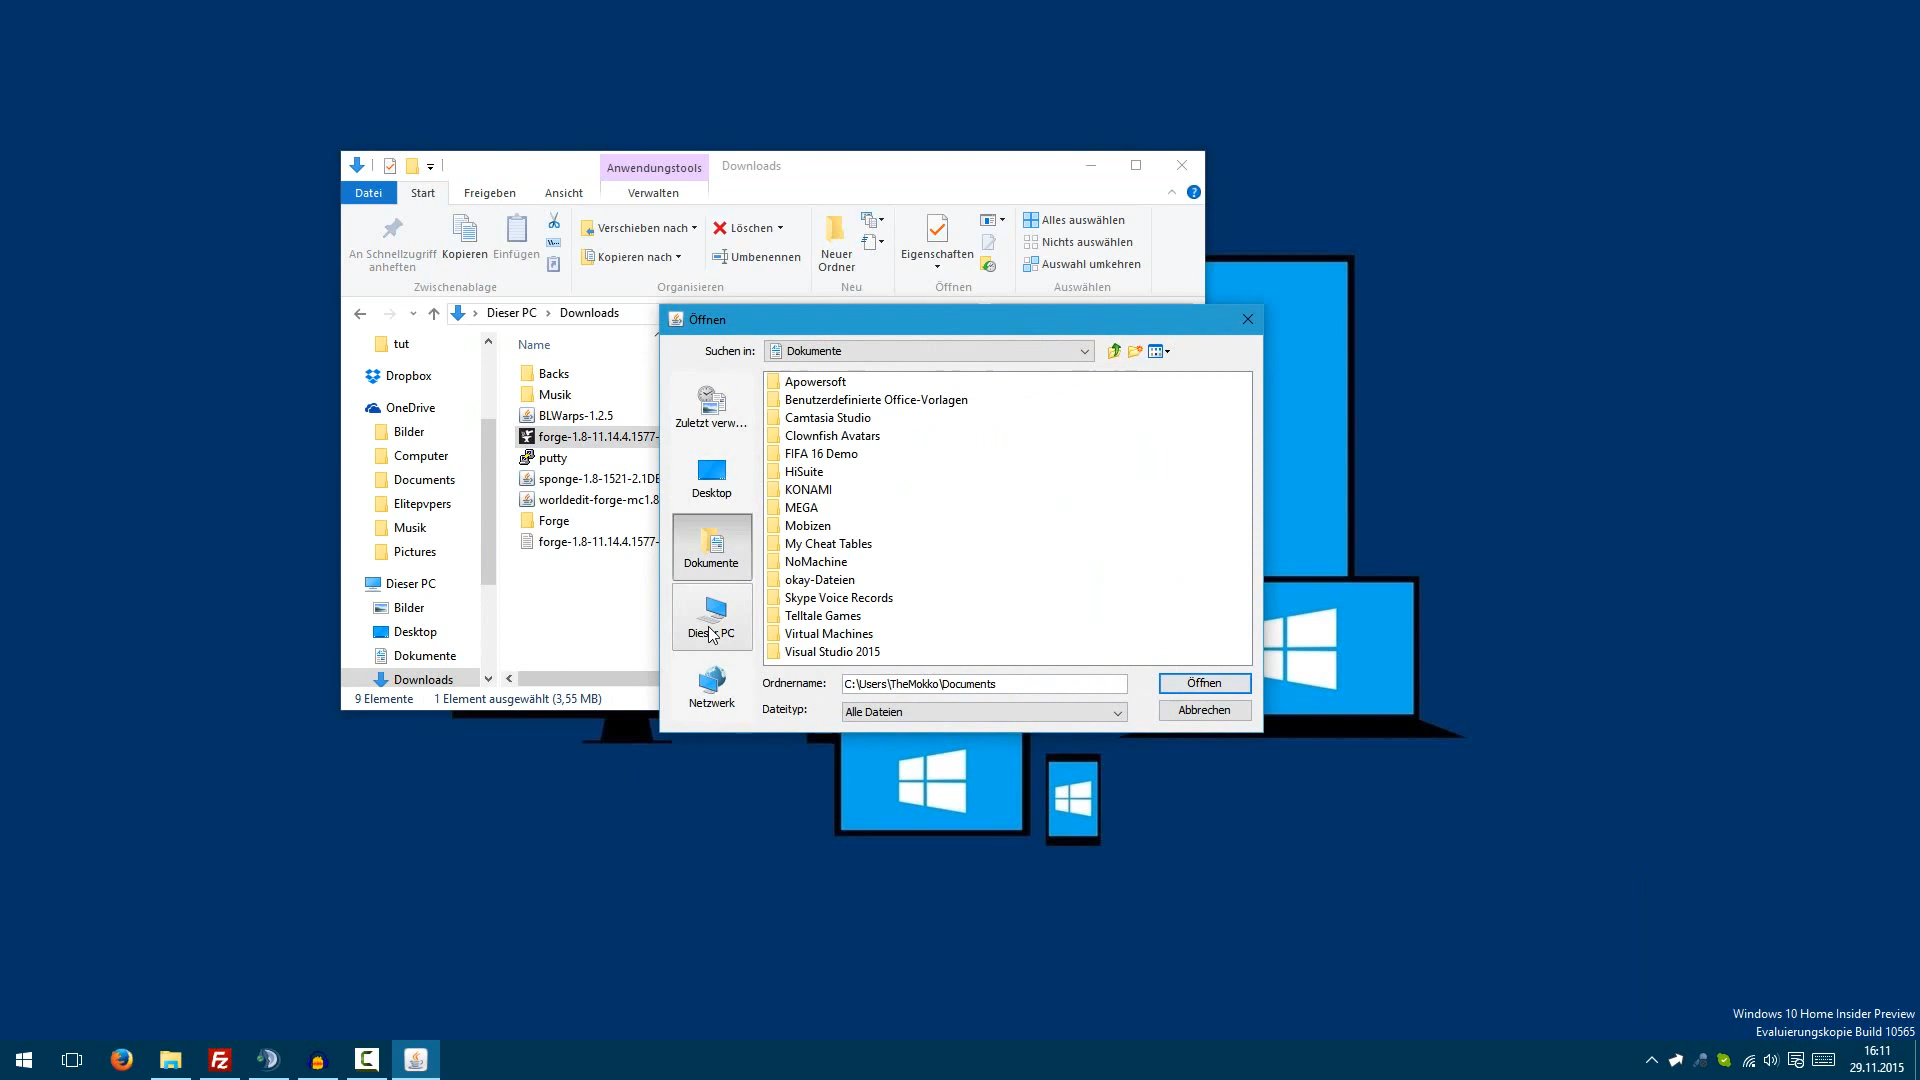 Anwendungstools
Downloads
Datei
Start
Freigeben
Ansicht
Verwalten
An Schnellzugriff
anheften
Kopieren
Einfügen
Verschieben nach
Kopieren nach
Löschen
Umbenennen
Neuer
Ordner
Eigenschaften
Alles auswählen
Nichts auswählen
Auswahl umkehren
Zwischenablage
Organisieren
Neu
Öffnen
Auswählen
Dieser PC
Downloads
tut
Dropbox
OneDrive
Bilder
Computer
Documents
Elitepvpers
Musik
Pictures
Dieser PC
Bilder
Desktop
Dokumente
Downloads
Name
Backs
Musik
BLWarps-1.2.5
forge-1.8-11.14.4.1577-
putty
sponge-1.8-1521-2.1DE
worldedit-forge-mc1.8
Forge
forge-1.8-11.14.4.1577-
9 Elemente
1 Element ausgewählt (3,55 MB)
Öffnen
Suchen in:
Dokumente
Zuletzt verw...
Desktop
Dokumente
Dieser PC
Netzwerk
Apowersoft
Benutzerdefinierte Office-Vorlagen
Camtasia Studio
Clownfish Avatars
FIFA 16 Demo
HiSuite
KONAMI
MEGA
Mobizen
My Cheat Tables
NoMachine
okay-Dateien
Skype Voice Records
Telltale Games
Virtual Machines
Visual Studio 2015
Ordnername:
C:\Users\TheMokko\Documents
Öffnen
Dateityp:
Alle Dateien
Abbrechen
Windows 10 Home Insider Preview
Evaluierungskopie Build 10565
16:11
29.11.2015